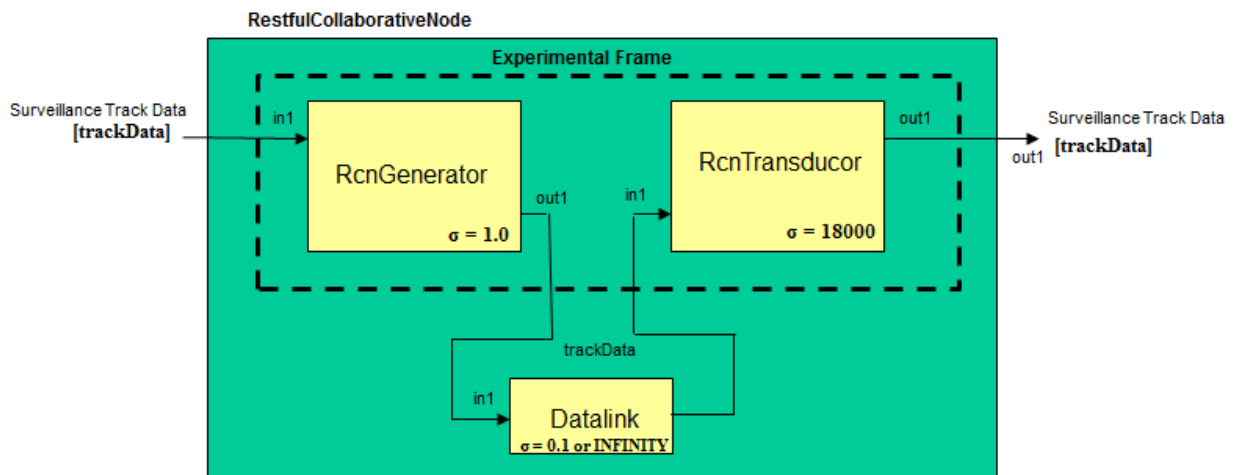 RestfulCollaborativeNode
Experimental Frame
Surveillance Track Data
[trackData]
in1
RcnGenerator
σ = 1.0
out1
in1
RcnTransducor
σ = 18000
out1
out1
Surveillance Track Data
[trackData]
trackData
in1
Datalink
σ = 0.1 or INFINITY